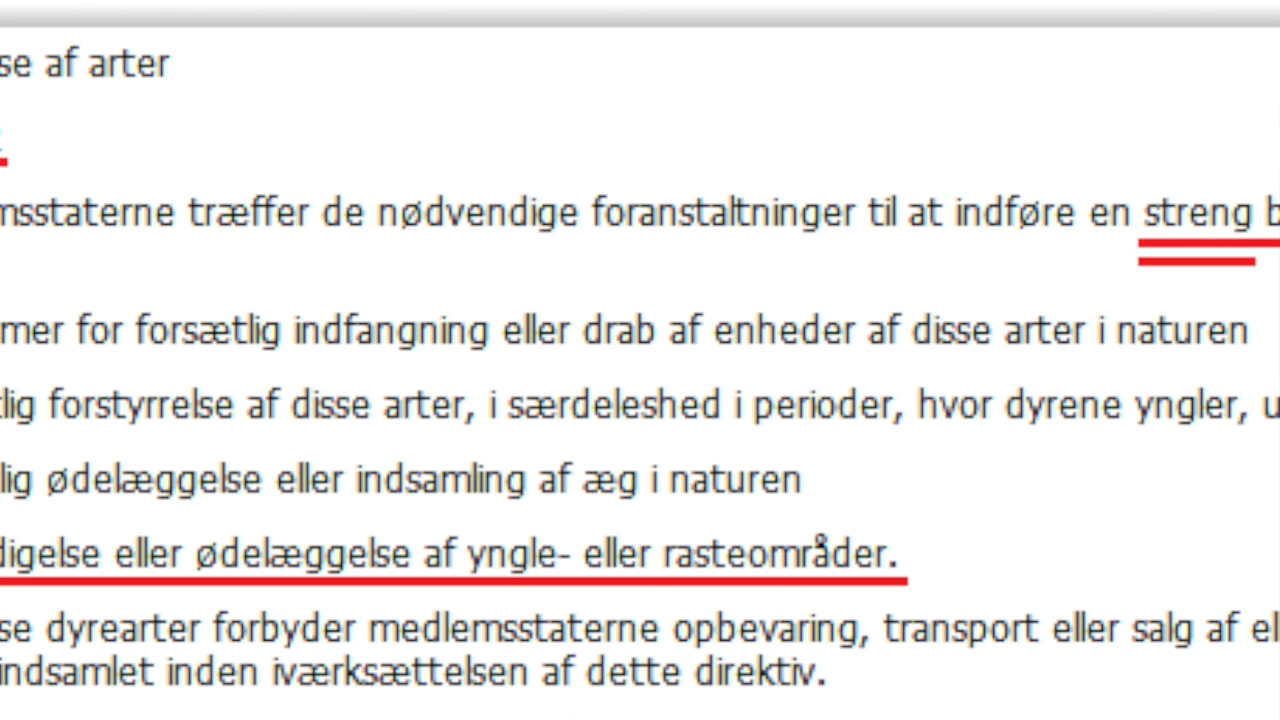 se af arter
msstaterne træffer de nødvendige foranstaltninger til at indføre en streng b
mer for forsætlig indfangning eller drab af enheder af disse arter i naturen
tlig forstyrrelse af disse arter, i særdeleshed i perioder, hvor dyrene yngler, u
lig ødelæggelse eller indsamling af æg i naturen
digelse eller ødelæggelse af yngle- eller rasteområder.
se dyrearter forbyder medlemsstaterne opbevaring, transport eller salg af el
indsamlet inden iværksættelsen af dette direktiv.